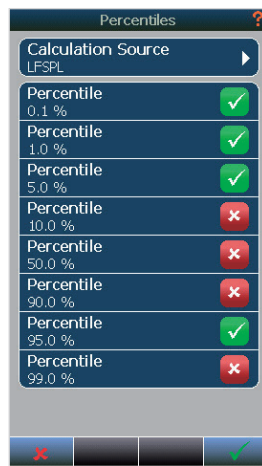 Percentiles ?
Calculation Source
LFSPL
Percentile
0.1 %
Percentile
1.0 %
Percentile
5.0 %
Percentile
10.0 %
Percentile
50.0 %
Percentile
90.0 %
Percentile
95.0 %
Percentile
99.0 %